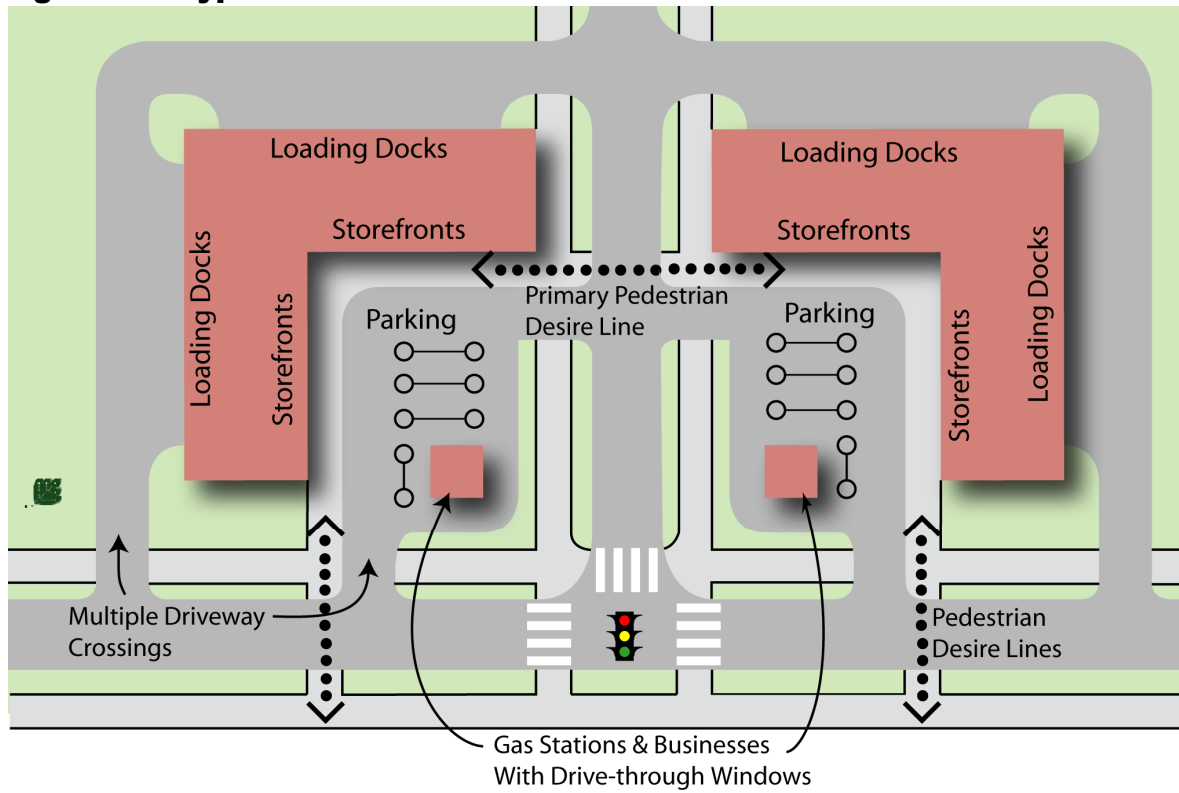 Loading Docks
Loading Docks
Storefronts
Storefronts
Loading Docks
Storefronts
Primary Pedestrian
Desire Line
Parking
Parking
Storefronts
Loading Docks
Multiple Driveway
Crossings
Pedestrian
Desire Lines
Gas Stations & Businesses
With Drive-through Windows